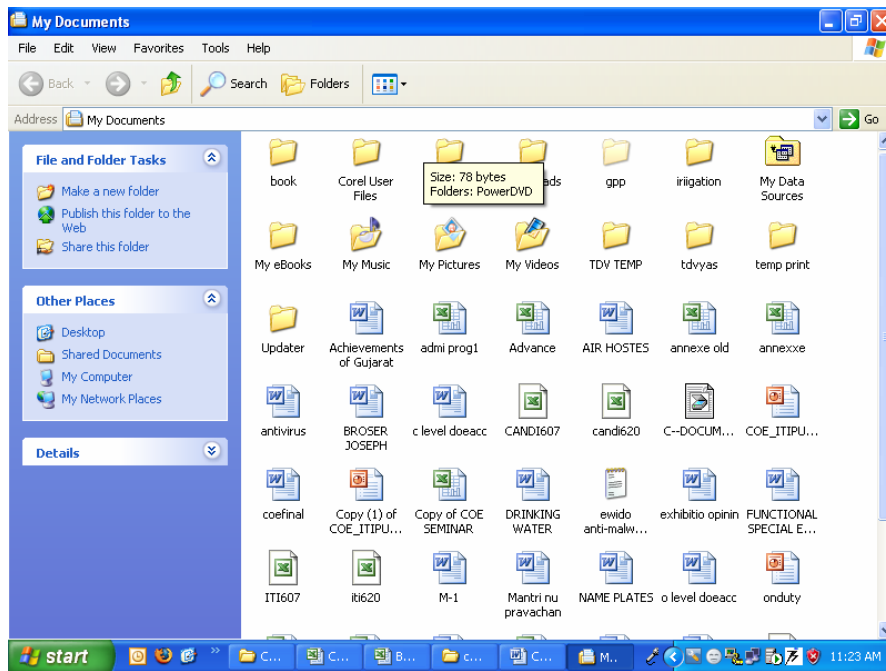 My Documents
File Edit View Favorites Tools Help
Back Search Folders
Address My Documents Go
File and Folder Tasks
Make a new folder
Publish this folder to the
Web
Share this folder
Other Places
Desktop
Shared Documents
My Computer
My Network Places
Details
book Corel User ads gpp iriigation My Data
Files Sources
Size: 78 bytes
Folders: PowerDVD
My eBooks My Music My Pictures My Videos TDV TEMP tdvyas temp print
Updater Achievements admi prog1 Advance AIR HOSTES annexe old annexxe
of Gujarat
antivirus BROSER c level doeacc CANDI607 candi620 C--DOCUM... COE_ITIPU...
JOSEPH
coefinal Copy (1) of Copy of COE DRINKING ewido exhibitio opinin FUNCTIONAL
COE_ITIPU... SEMINAR WATER anti-malw... SPECIAL E...
ITI607 iti620 M-1 Mantri nu NAME PLATES o level doeacc onduty
pravachan
start C... C... B... c... C... M.. 11:23 AM